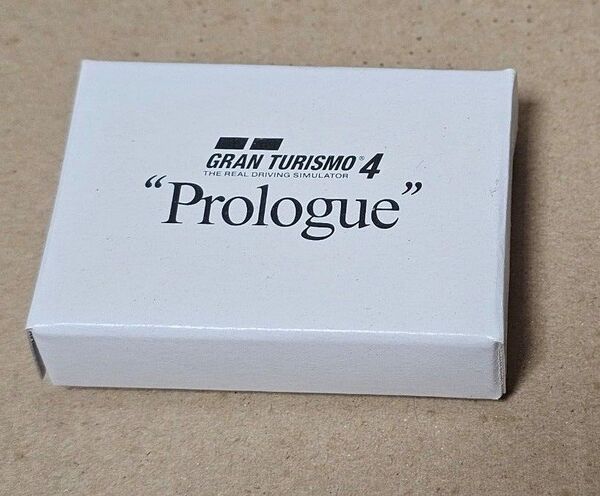 GRAN TURISMO® 4
THE REAL DRIVING SIMULATOR
“Prologue”